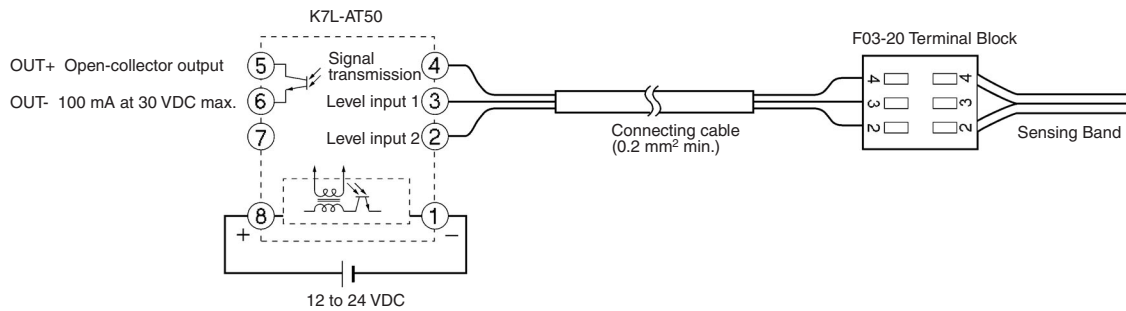 K7L-AT50
F03-20 Terminal Block
OUT+ Open-collector output
5
Signal
transmission
4
OUT- 100 mA at 30 VDC max.
6
Level input 1
3
7
Level input 2
2
Connecting cable
(0.2 mm² min.)
4
4
3
3
2
2
Sensing Band
8
1
+
−
12 to 24 VDC